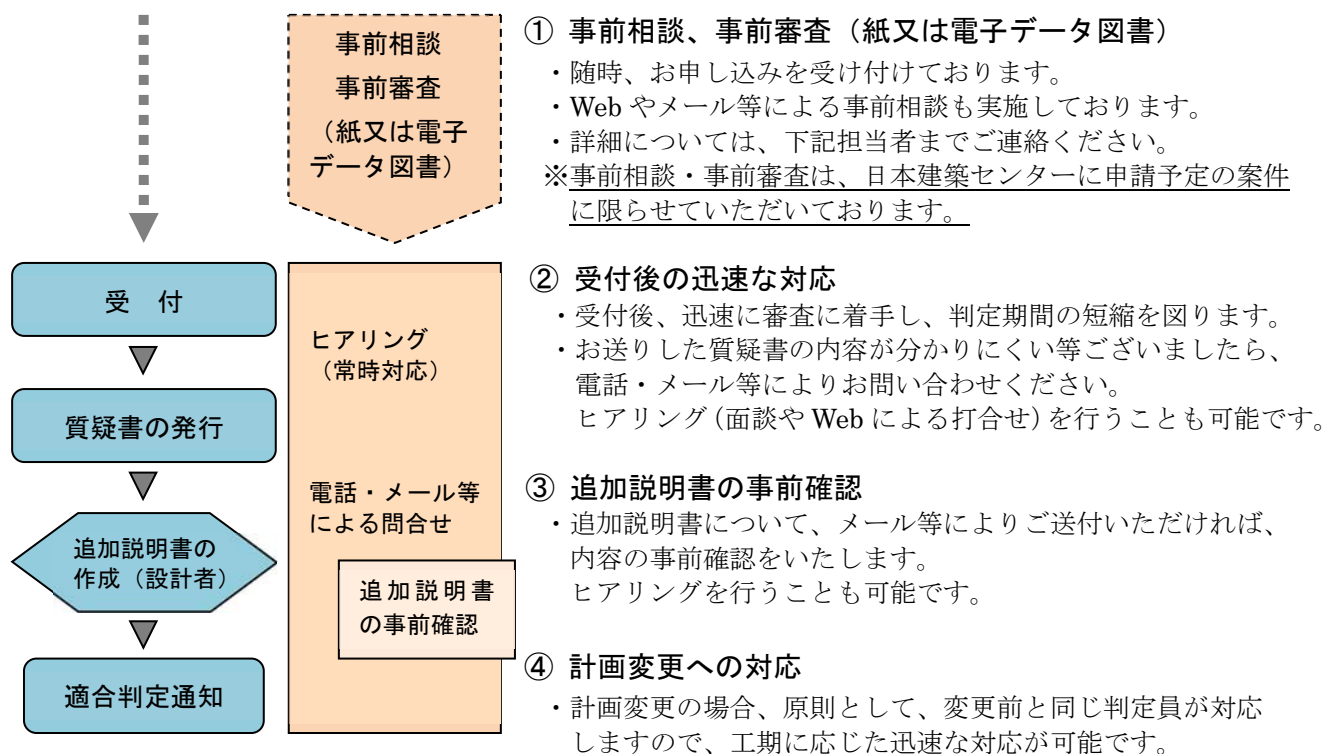 事前相談
事前審査
（紙又は電子
データ図書）
受　付
質疑書の発行
追加説明書の
作成（設計者）
適合判定通知
ヒアリング
（常時対応）
電話・メール等
による問合せ
追加説明書
の事前確認
① 事前相談、事前審査（紙又は電子データ図書）
・随時、お申し込みを受け付けております。
・Web やメール等による事前相談も実施しております。
・詳細については、下記担当者までご連絡ください。
※事前相談・事前審査は、日本建築センターに申請予定の案件
に限らせていただいております。
② 受付後の迅速な対応
・受付後、迅速に審査に着手し、判定期間の短縮を図ります。
・お送りした質疑書の内容が分かりにくい等ございましたら、
電話・メール等によりお問い合わせください。
ヒアリング（面談や Web による打合せ）を行うことも可能です。
③ 追加説明書の事前確認
・追加説明書について、メール等によりご送付いただければ、
内容の事前確認をいたします。
ヒアリングを行うことも可能です。
④ 計画変更への対応
・計画変更の場合、原則として、変更前と同じ判定員が対応
しますので、工期に応じた迅速な対応が可能です。